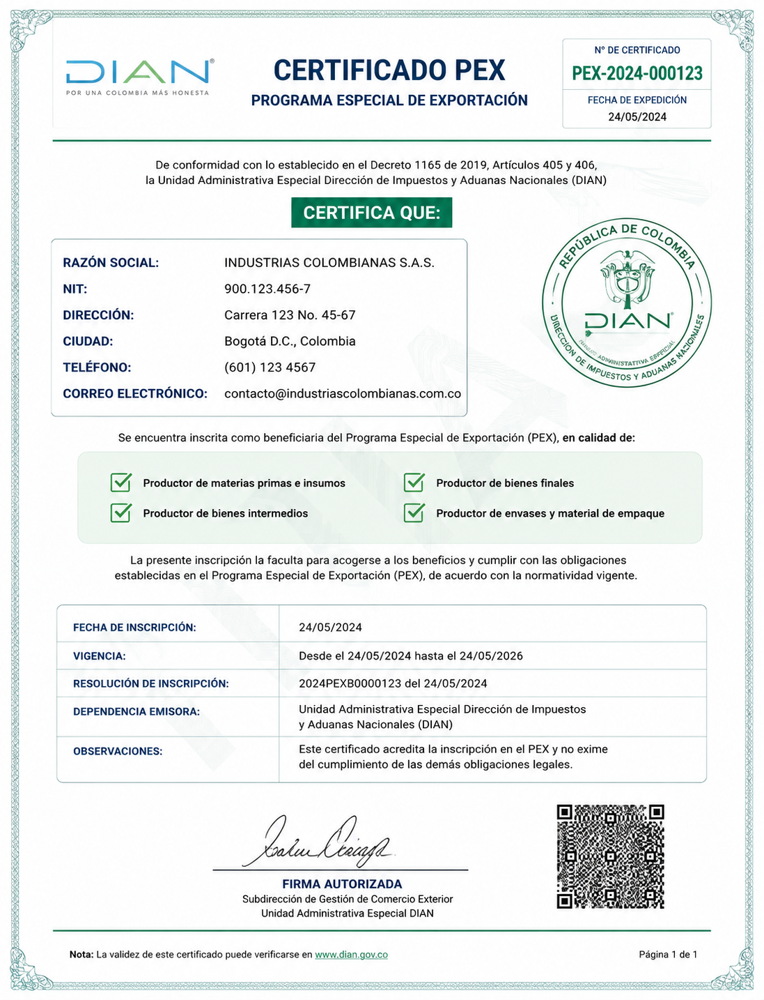 DIAN®
POR UNA COLOMBIA MÁS HONESTA
CERTIFICADO PEX
PROGRAMA ESPECIAL DE EXPORTACIÓN
N° DE CERTIFICADO
PEX-2024-000123
FECHA DE EXPEDICIÓN
24/05/2024
De conformidad con lo establecido en el Decreto 1165 de 2019, Artículos 405 y 406,
la Unidad Administrativa Especial Dirección de Impuestos y Aduanas Nacionales (DIAN)
CERTIFICA QUE:
RAZÓN SOCIAL: INDUSTRIAS COLOMBIANAS S.A.S.
NIT: 900.123.456-7
DIRECCIÓN: Carrera 123 No. 45-67
CIUDAD: Bogotá D.C., Colombia
TELÉFONO: (601) 123 4567
CORREO ELECTRÓNICO: contacto@industriascolombianas.com.co
REPÚBLICA DE COLOMBIA
DIAN
DIRECCIÓN DE IMPUESTOS Y ADUANAS NACIONALES
Se encuentra inscrita como beneficiaria del Programa Especial de Exportación (PEX), en calidad de:
Productor de materias primas e insumos
Productor de bienes finales
Productor de bienes intermedios
Productor de envases y material de empaque
La presente inscripción la faculta para acogerse a los beneficios y cumplir con las obligaciones
establecidas en el Programa Especial de Exportación (PEX), de acuerdo con la normatividad vigente.
FECHA DE INSCRIPCIÓN: 24/05/2024
VIGENCIA: Desde el 24/05/2024 hasta el 24/05/2026
RESOLUCIÓN DE INSCRIPCIÓN: 2024PEXB0000123 del 24/05/2024
DEPENDENCIA EMISORA: Unidad Administrativa Especial Dirección de Impuestos
y Aduanas Nacionales (DIAN)
OBSERVACIONES: Este certificado acredita la inscripción en el PEX y no exime
del cumplimiento de las demás obligaciones legales.
FIRMA AUTORIZADA
Subdirección de Gestión de Comercio Exterior
Unidad Administrativa Especial DIAN
Nota: La validez de este certificado puede verificarse en www.dian.gov.co
Página 1 de 1